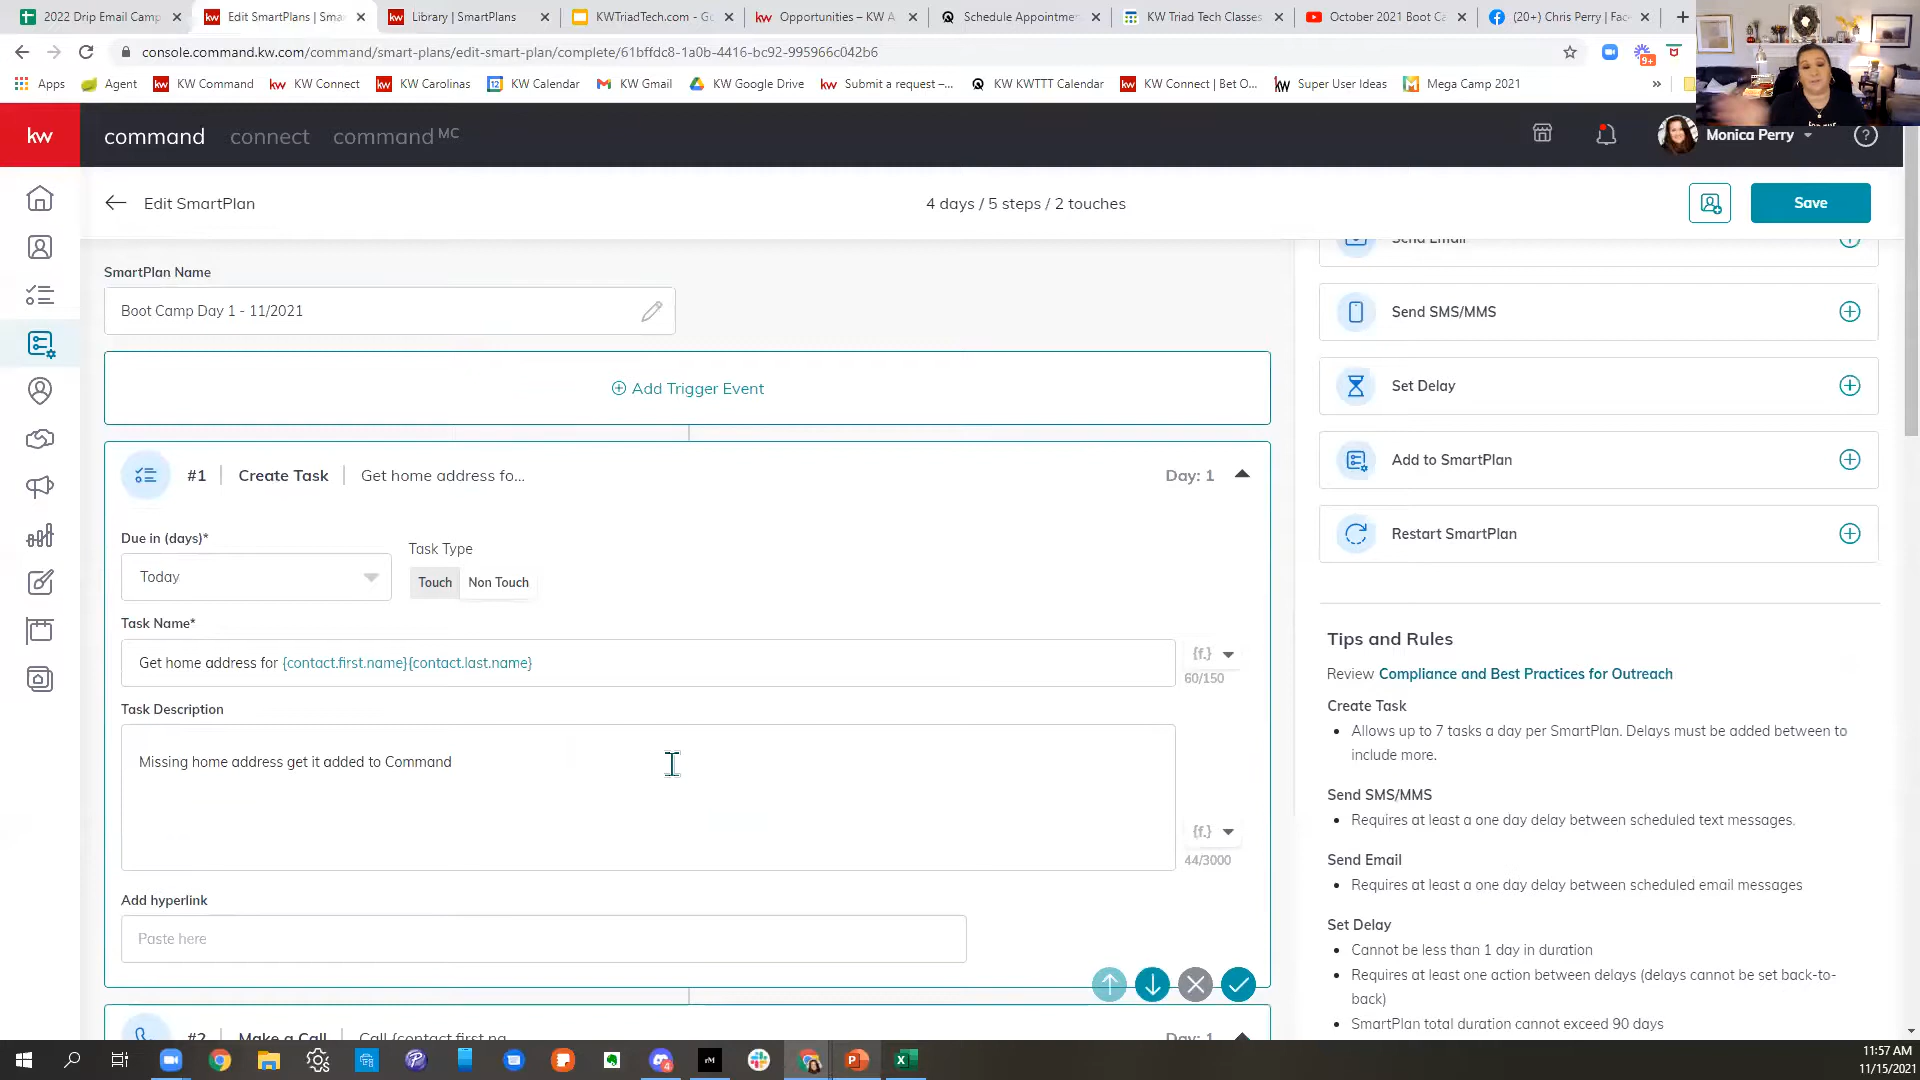 2022 Drip Email Camp
Edit SmartPlans | Sma
Library | SmartPlans
KWTriadTech.com - G
Opportunities – KW A
Schedule Appointme
KW Triad Tech Classes
October 2021 Boot Ca
(20+) Chris Perry | Fac
console.command.kw.com/command/smart-plans/edit-smart-plan/complete/61bffdc8-1a0b-4416-bc92-995966c042b6
9+
Apps
Agent
KW Command
KW Connect
KW Carolinas
KW Calendar
KW Gmail
KW Google Drive
Submit a request –...
KW KWTTT Calendar
KW Connect | Bet O...
Super User Ideas
Mega Camp 2021
»
kw
command
connect
command MC
Monica Perry
Edit SmartPlan
4 days / 5 steps / 2 touches
Save
SmartPlan Name
Boot Camp Day 1 - 11/2021
Add Trigger Event
#1
Create Task
Get home address fo...
Day: 1
Due in (days)*
Today
Task Type
Touch
Non Touch
Task Name*
Get home address for {contact.first.name}{contact.last.name}
{f.}
60/150
Task Description
Missing home address get it added to Command
{f.}
44/3000
Add hyperlink
Paste here
#2
Make a Call
Call {contact.first.na
Day: 1
Send Email
Send SMS/MMS
Set Delay
Add to SmartPlan
Restart SmartPlan
Tips and Rules
Review Compliance and Best Practices for Outreach
Create Task
• Allows up to 7 tasks a day per SmartPlan. Delays must be added between to
include more.
Send SMS/MMS
• Requires at least a one day delay between scheduled text messages.
Send Email
• Requires at least a one day delay between scheduled email messages
Set Delay
• Cannot be less than 1 day in duration
• Requires at least one action between delays (delays cannot be set back-to-
back)
• SmartPlan total duration cannot exceed 90 days
11:57 AM
11/15/2021